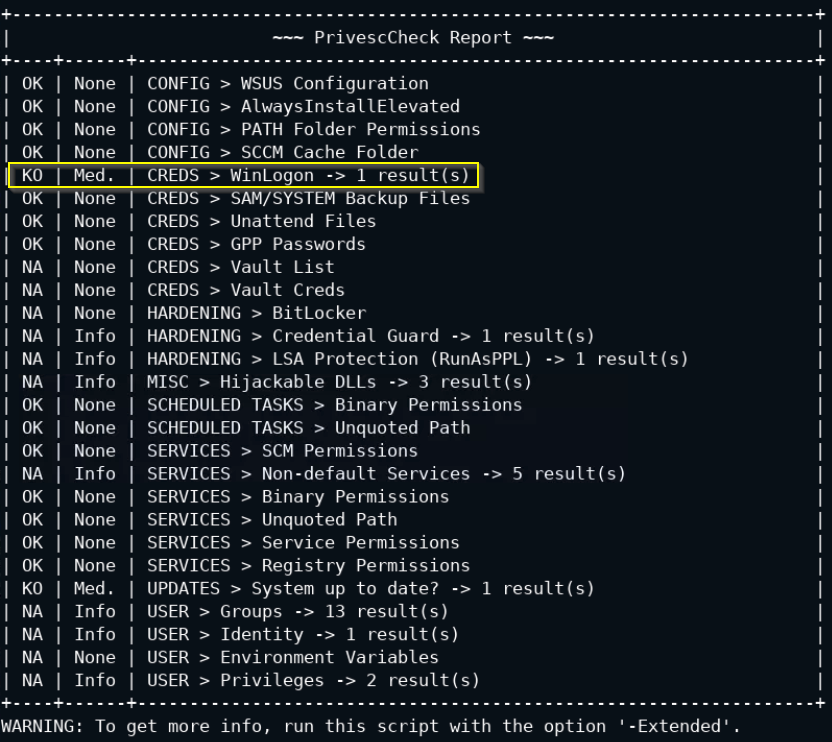 +-----------------------------------------------------------------------------+
| ~~~ PrivescCheck Report ~~~ |
+----+------+-----------------------------------------------------------------+
| OK | None | CONFIG > WSUS Configuration |
| OK | None | CONFIG > AlwaysInstallElevated |
| OK | None | CONFIG > PATH Folder Permissions |
| OK | None | CONFIG > SCCM Cache Folder |
| KO | Med. | CREDS > WinLogon -> 1 result(s) |
| OK | None | CREDS > SAM/SYSTEM Backup Files |
| OK | None | CREDS > Unattend Files |
| OK | None | CREDS > GPP Passwords |
| NA | None | CREDS > Vault List |
| NA | None | CREDS > Vault Creds |
| NA | None | HARDENING > BitLocker |
| NA | Info | HARDENING > Credential Guard -> 1 result(s) |
| NA | Info | HARDENING > LSA Protection (RunAsPPL) -> 1 result(s) |
| NA | Info | MISC > Hijackable DLLs -> 3 result(s) |
| OK | None | SCHEDULED TASKS > Binary Permissions |
| OK | None | SCHEDULED TASKS > Unquoted Path |
| OK | None | SERVICES > SCM Permissions |
| NA | Info | SERVICES > Non-default Services -> 5 result(s) |
| OK | None | SERVICES > Binary Permissions |
| OK | None | SERVICES > Unquoted Path |
| OK | None | SERVICES > Service Permissions |
| OK | None | SERVICES > Registry Permissions |
| KO | Med. | UPDATES > System up to date? -> 1 result(s) |
| NA | Info | USER > Groups -> 13 result(s) |
| NA | Info | USER > Identity -> 1 result(s) |
| NA | None | USER > Environment Variables |
| NA | Info | USER > Privileges -> 2 result(s) |
+----+------+-----------------------------------------------------------------+
WARNING: To get more info, run this script with the option '-Extended'.